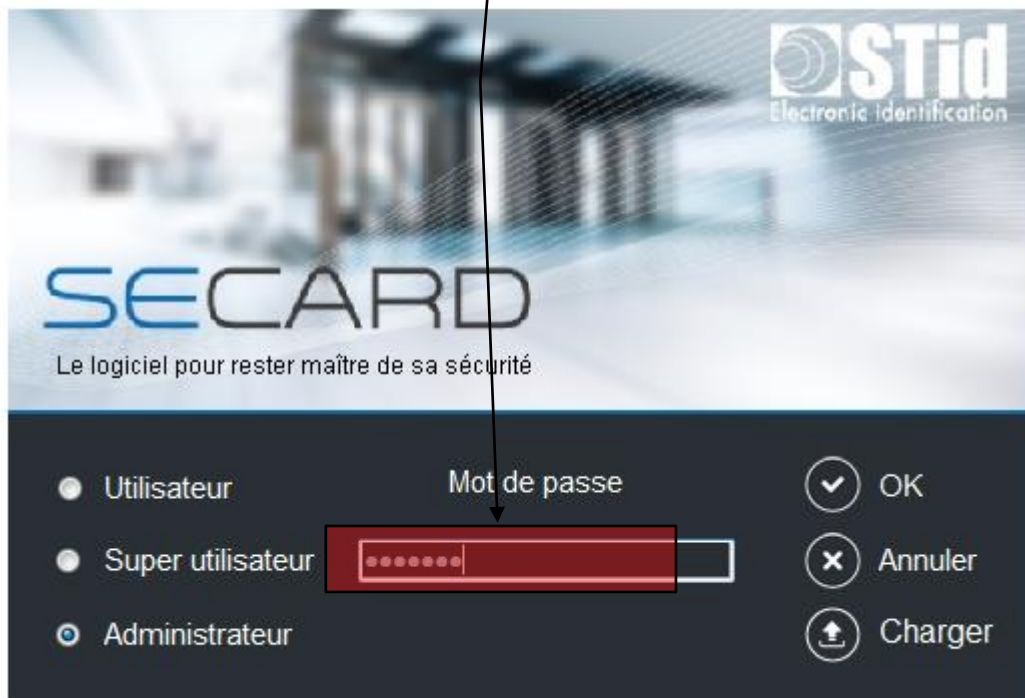 STid
Electronic identification
SECARD
Le logiciel pour rester maître de sa sécurité
Utilisateur
Mot de passe
OK
Super utilisateur
•••••••
Annuler
Administrateur
Charger